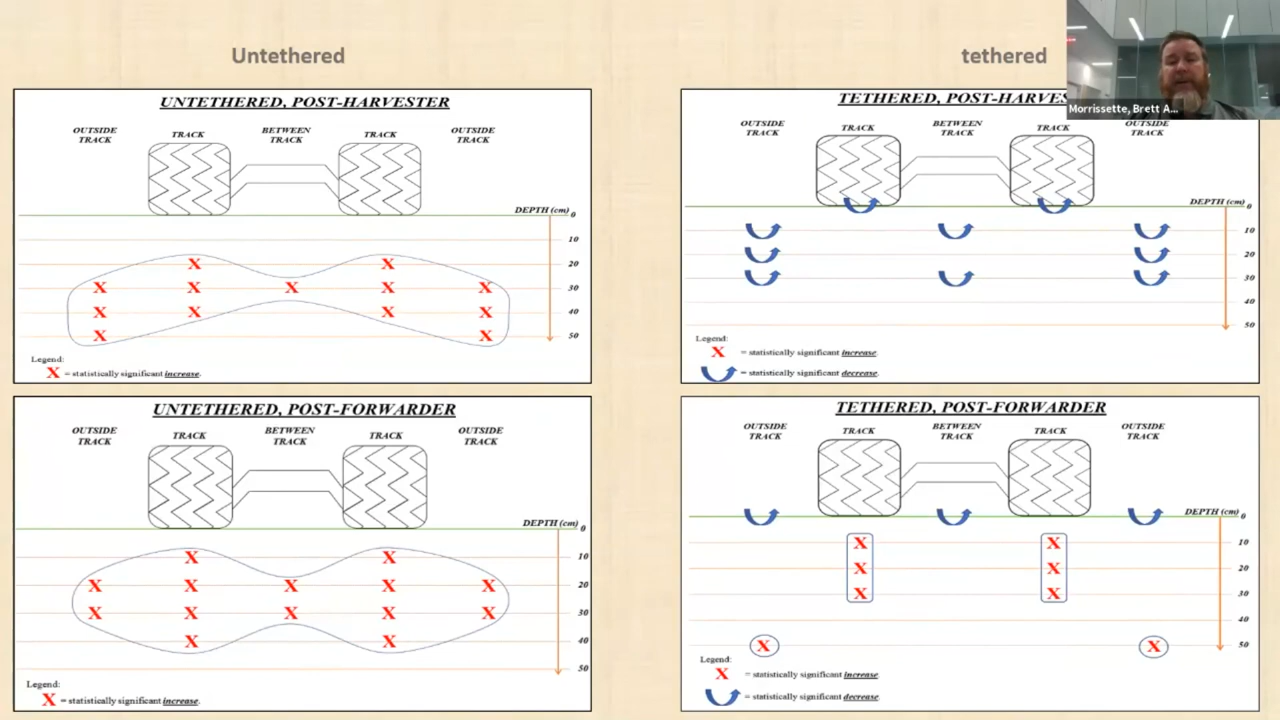 Untethered
tethered
Morrissette, Brett A...
UNTETHERED, POST-HARVESTER
OUTSIDE TRACK
TRACK
BETWEEN TRACK
TRACK
OUTSIDE TRACK
DEPTH (cm) 0
10
X X 20
X X X X X 30
X X X X 40
X X 50
Legend:
X = statistically significant increase.
TETHERED, POST-HARVES
OUTSIDE TRACK
TRACK
BETWEEN TRACK
TRACK
OUTSIDE TRACK
DEPTH (cm) 0
10
20
30
40
50
Legend:
X = statistically significant increase.
= statistically significant decrease.
UNTETHERED, POST-FORWARDER
OUTSIDE TRACK
TRACK
BETWEEN TRACK
TRACK
OUTSIDE TRACK
DEPTH (cm) 0
X X 10
X X X X X 20
X X X X X 30
X X 40
50
Legend:
X = statistically significant increase.
TETHERED, POST-FORWARDER
OUTSIDE TRACK
TRACK
BETWEEN TRACK
TRACK
OUTSIDE TRACK
DEPTH (cm) 0
X X 10
X X 20
X X 30
40
X X 50
Legend:
X = statistically significant increase.
= statistically significant decrease.